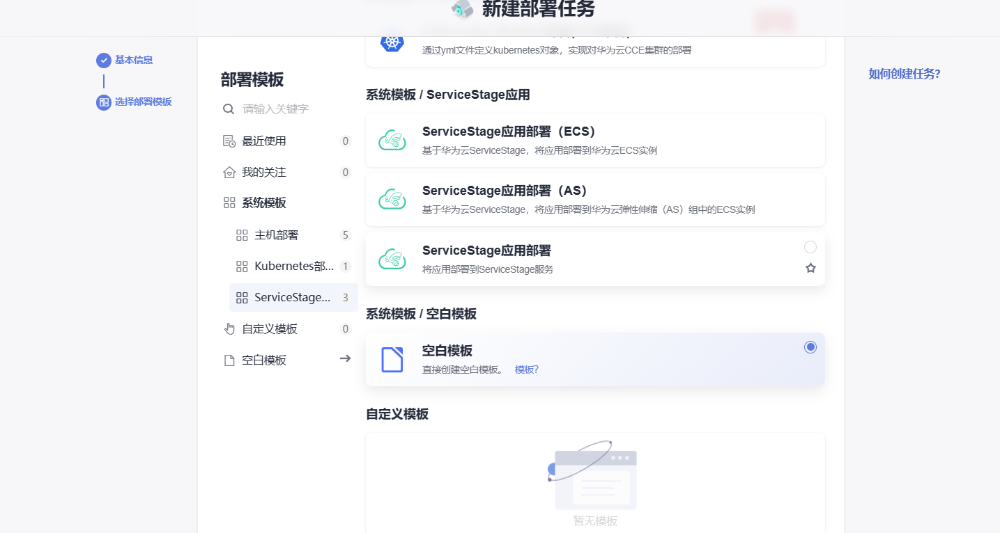 新建部署任务
基本信息
选择部署模板
如何创建任务?
部署模板
请输入关键字
最近使用 0
我的关注 0
系统模板
主机部署 5
Kubernetes部... 1
ServiceStage... 3
自定义模板 0
空白模板
通过yml文件定义kubernetes对象，实现对华为云CCE集群的部署
系统模板 / ServiceStage应用
ServiceStage应用部署（ECS）
基于华为云ServiceStage，将应用部署到华为云ECS实例
ServiceStage应用部署（AS）
基于华为云ServiceStage，将应用部署到华为云弹性伸缩（AS）组中的ECS实例
ServiceStage应用部署
将应用部署到ServiceStage服务
系统模板 / 空白模板
空白模板
直接创建空白模板。 模板?
自定义模板
暂无模板